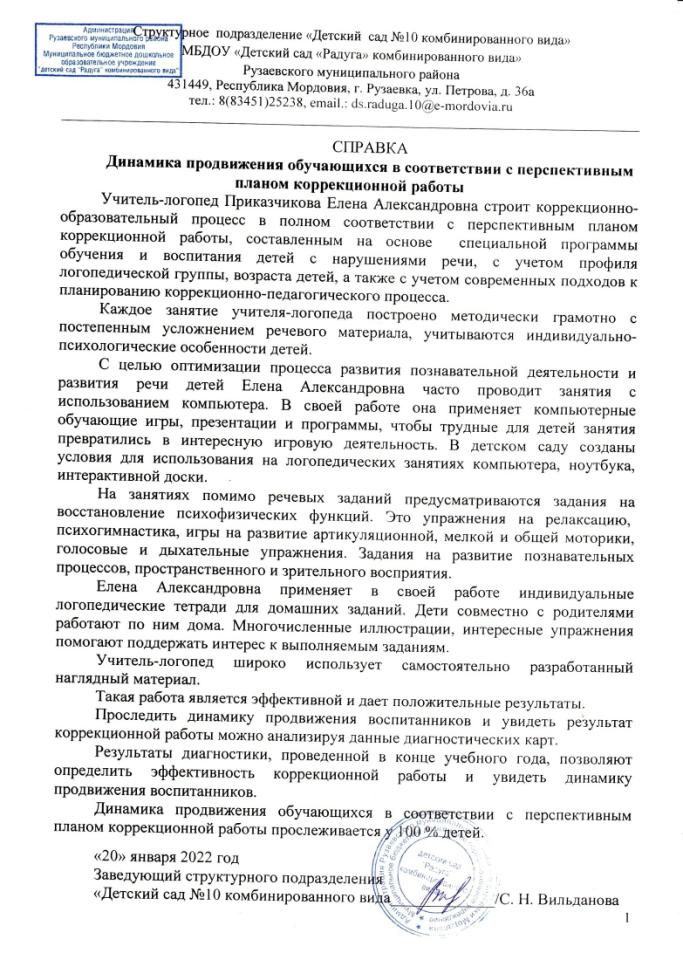 Администрация
Рузаевского муниципального района
Республики Мордовия
Муниципальное бюджетное дошкольное
образовательное учреждение
"детский сад "Радуга" комбинированного вида"
Структурное подразделение «Детский сад №10 комбинированного вида»
МБДОУ «Детский сад «Радуга» комбинированного вида»
Рузаевского муниципального района
431449, Республика Мордовия, г. Рузаевка, ул. Петрова, д. 36а
тел.: 8(83451)25238, email.: ds.raduga.10@e-mordovia.ru
СПРАВКА
Динамика продвижения обучающихся в соответствии с перспективным
планом коррекционной работы
Учитель-логопед Приказчикова Елена Александровна строит коррекционно-
образовательный процесс в полном соответствии с перспективным планом
коррекционной работы, составленным на основе специальной программы
обучения и воспитания детей с нарушениями речи, с учетом профиля
логопедической группы, возраста детей, а также с учетом современных подходов к
планированию коррекционно-педагогического процесса.
Каждое занятие учителя-логопеда построено методически грамотно с
постепенным усложнением речевого материала, учитываются индивидуально-
психологические особенности детей.
С целью оптимизации процесса развития познавательной деятельности и
развития речи детей Елена Александровна часто проводит занятия с
использованием компьютера. В своей работе она применяет компьютерные
обучающие игры, презентации и программы, чтобы трудные для детей занятия
превратились в интересную игровую деятельность. В детском саду созданы
условия для использования на логопедических занятиях компьютера, ноутбука,
интерактивной доски.
На занятиях помимо речевых заданий предусматриваются задания на
восстановление психофизических функций. Это упражнения на релаксацию,
психогимнастика, игры на развитие артикуляционной, мелкой и общей моторики,
голосовые и дыхательные упражнения. Задания на развитие познавательных
процессов, пространственного и зрительного восприятия.
Елена Александровна применяет в своей работе индивидуальные
логопедические тетради для домашних заданий. Дети совместно с родителями
работают по ним дома. Многочисленные иллюстрации, интересные упражнения
помогают поддержать интерес к выполняемым заданиям.
Учитель-логопед широко использует самостоятельно разработанный
наглядный материал.
Такая работа является эффективной и дает положительные результаты.
Проследить динамику продвижения воспитанников и увидеть результат
коррекционной работы можно анализируя данные диагностических карт.
Результаты диагностики, проведенной в конце учебного года, позволяют
определить эффективность коррекционной работы и увидеть динамику
продвижения воспитанников.
Динамика продвижения обучающихся в соответствии с перспективным
планом коррекционной работы прослеживается у 100 % детей.
«20» января 2022 год
Заведующий структурного подразделения
«Детский сад №10 комбинированного вида /С. Н. Вильданова
детский сад
"Радуга"
1